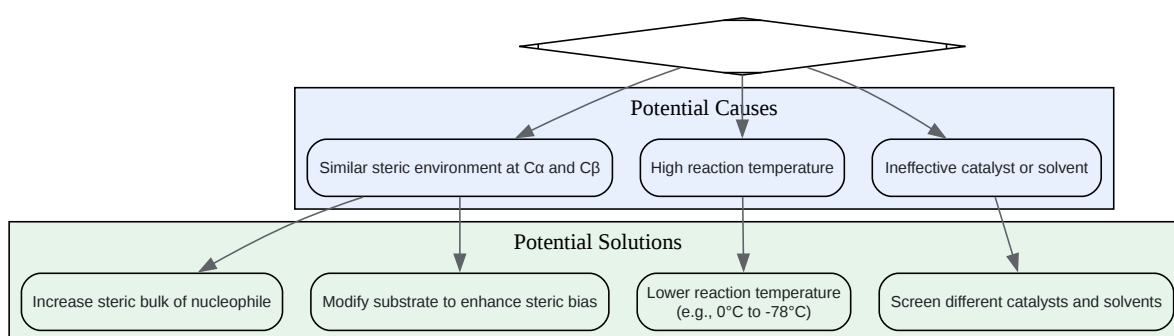 Potential Causes
Similar steric environment at Cα and Cβ
High reaction temperature
Ineffective catalyst or solvent
Potential Solutions
Increase steric bulk of nucleophile
Modify substrate to enhance steric bias
Lower reaction temperature
(e.g., 0°C to -78°C)
Screen different catalysts and solvents